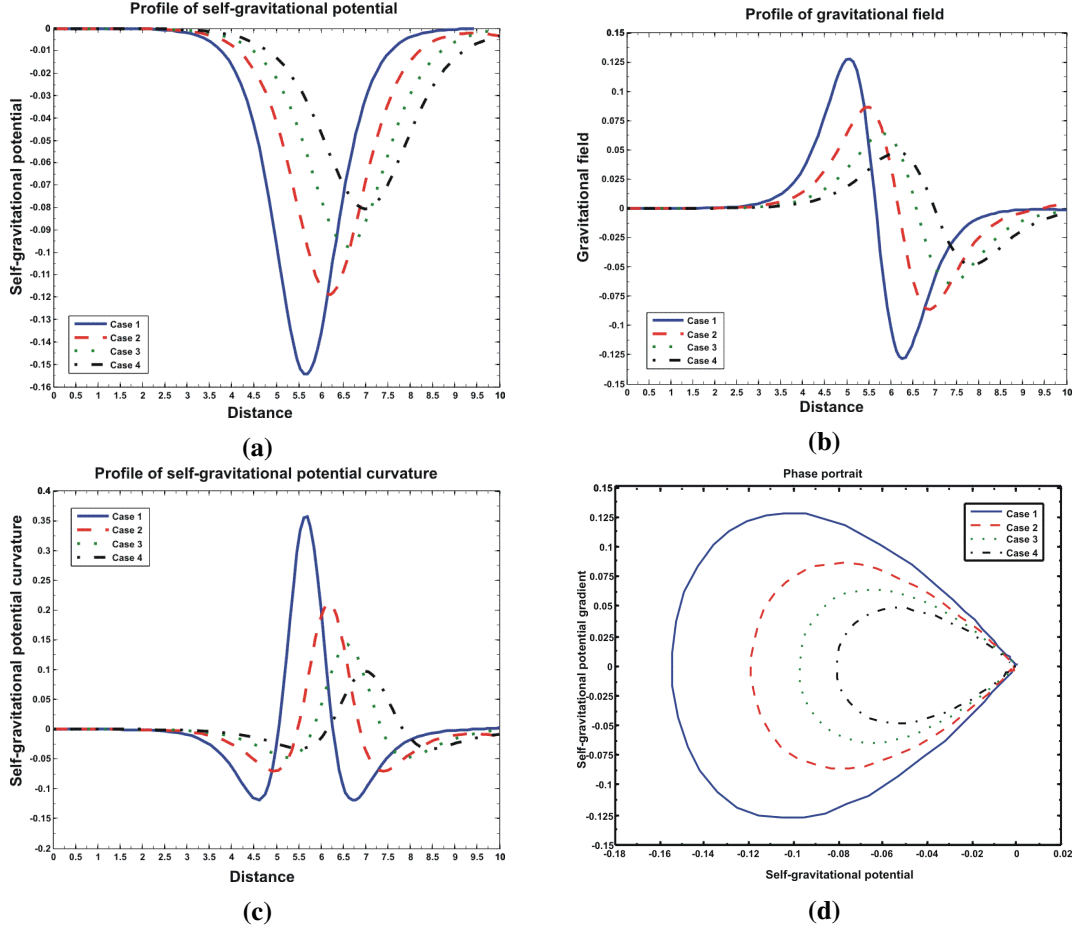 Profile of self-gravitational potential
0
-0.01
-0.02
-0.03
-0.04
-0.05
-0.06
-0.07
-0.08
-0.09
-0.1
-0.11
-0.12
-0.13
-0.14
-0.15
-0.16
Self-gravitational potential
Case 1
Case 2
Case 3
Case 4
0 0.5 1 1.5 2 2.5 3 3.5 4 4.5 5 5.5 6 6.5 7 7.5 8 8.5 9 9.5 10
Distance
(a)
Profile of gravitational field
0.15
0.125
0.1
0.075
0.05
0.025
0
-0.025
-0.05
-0.075
-0.1
-0.125
-0.15
Gravitational field
Case 1
Case 2
Case 3
Case 4
0 0.5 1 1.5 2 2.5 3 3.5 4 4.5 5 5.5 6 6.5 7 7.5 8 8.5 9 9.5 10
Distance
(b)
Profile of self-gravitational potential curvature
0.4
0.35
0.3
0.2
0.1
0
-0.1
-0.2
Self-gravitational potential curvature
Case 1
Case 2
Case 3
Case 4
0 0.5 1 1.5 2 2.5 3 3.5 4 4.5 5 5.5 6 6.5 7 7.5 8 8.5 9 9.5 10
Distance
(c)
Phase portrait
0.15
0.125
0.1
0.075
0.05
0.025
0
-0.025
-0.05
-0.075
-0.1
-0.125
-0.15
Self-gravitational potential gradient
Case 1
Case 2
Case 3
Case 4
-0.18 -0.16 -0.14 -0.12 -0.1 -0.08 -0.06 -0.04 -0.02 0 0.02
Self-gravitational potential
(d)